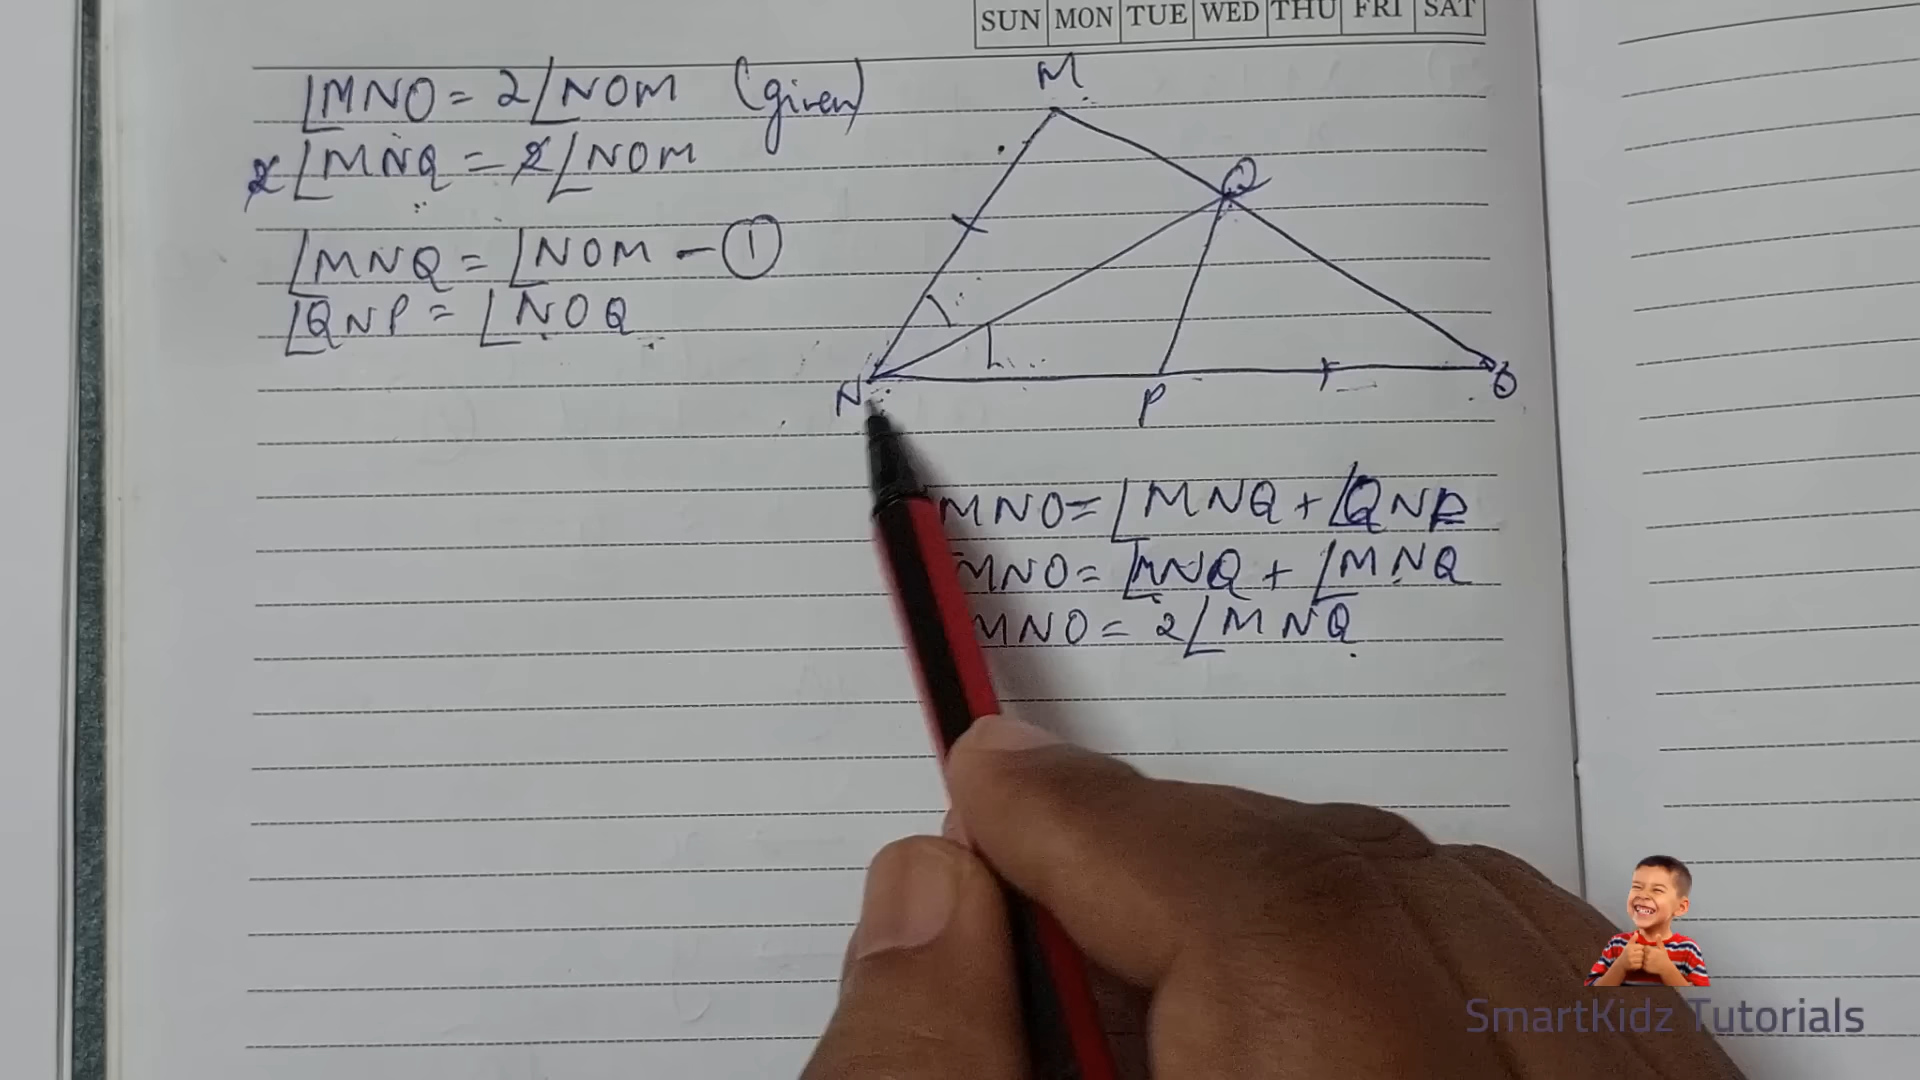 SUN MON TUE WED THU FRI SAT
∠MNO = 2∠NOM (given)
2∠MNQ = 2∠NOM
∠MNQ = ∠NOM - ①
∠QNP = ∠NOQ
M
Q
N
P
O
MNO = ∠MNQ + ∠QNP
MNO = ∠MNQ + ∠MNQ
MNO = 2∠MNQ
SmartKidz Tutorials